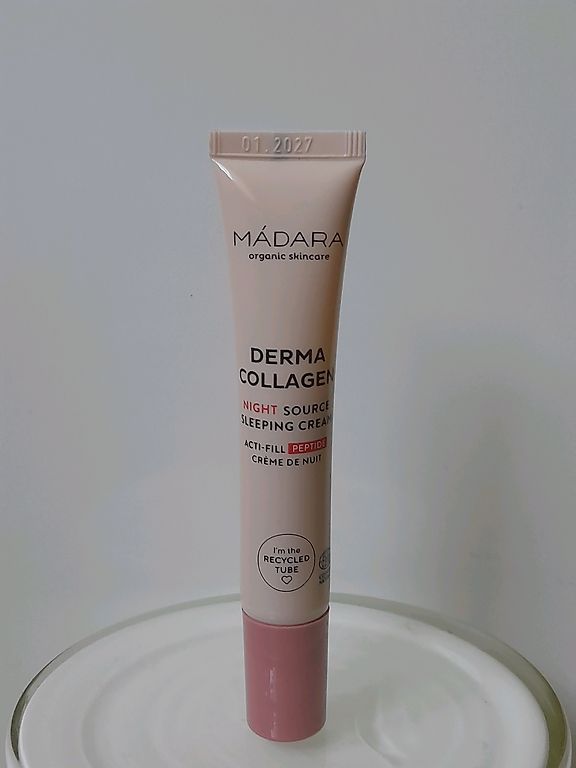 01.2027
MÁDARA
organic skincare
DERMA
COLLAGEN
NIGHT SOURCE
SLEEPING CREAM
ACTI-FILL PEPTIDE
CRÈME DE NUIT
I'm the
RECYCLED
TUBE